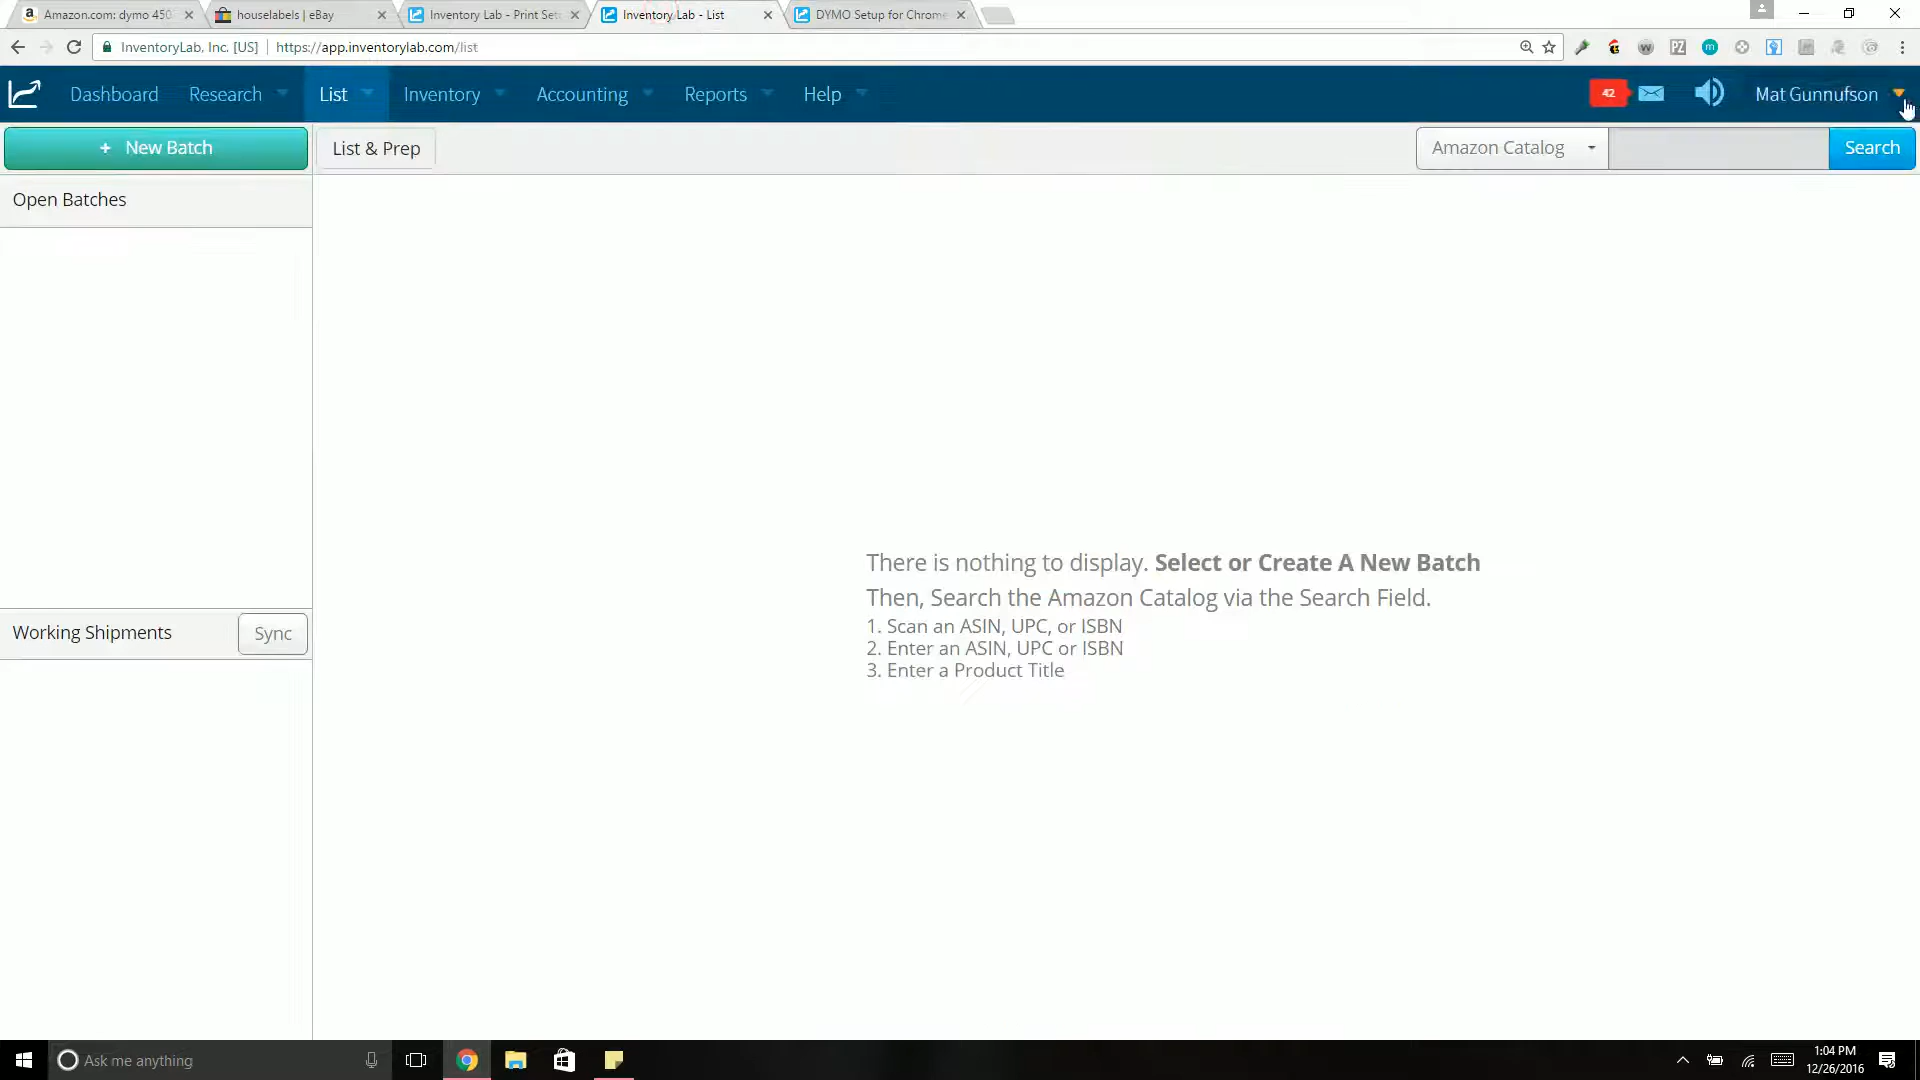 Amazon.com: dymo 450
houselabels | eBay
Inventory Lab - Print Set
Inventory Lab - List
DYMO Setup for Chrome
InventoryLab, Inc. [US]
https://app.inventorylab.com/list
Dashboard
Research
List
Inventory
Accounting
Reports
Help
42
Mat Gunnufson
+ New Batch
List & Prep
Amazon Catalog
Search
Open Batches
There is nothing to display. Select or Create A New Batch
Then, Search the Amazon Catalog via the Search Field.
1. Scan an ASIN, UPC, or ISBN
2. Enter an ASIN, UPC or ISBN
3. Enter a Product Title
Working Shipments
Sync
Ask me anything
1:04 PM
12/26/2016